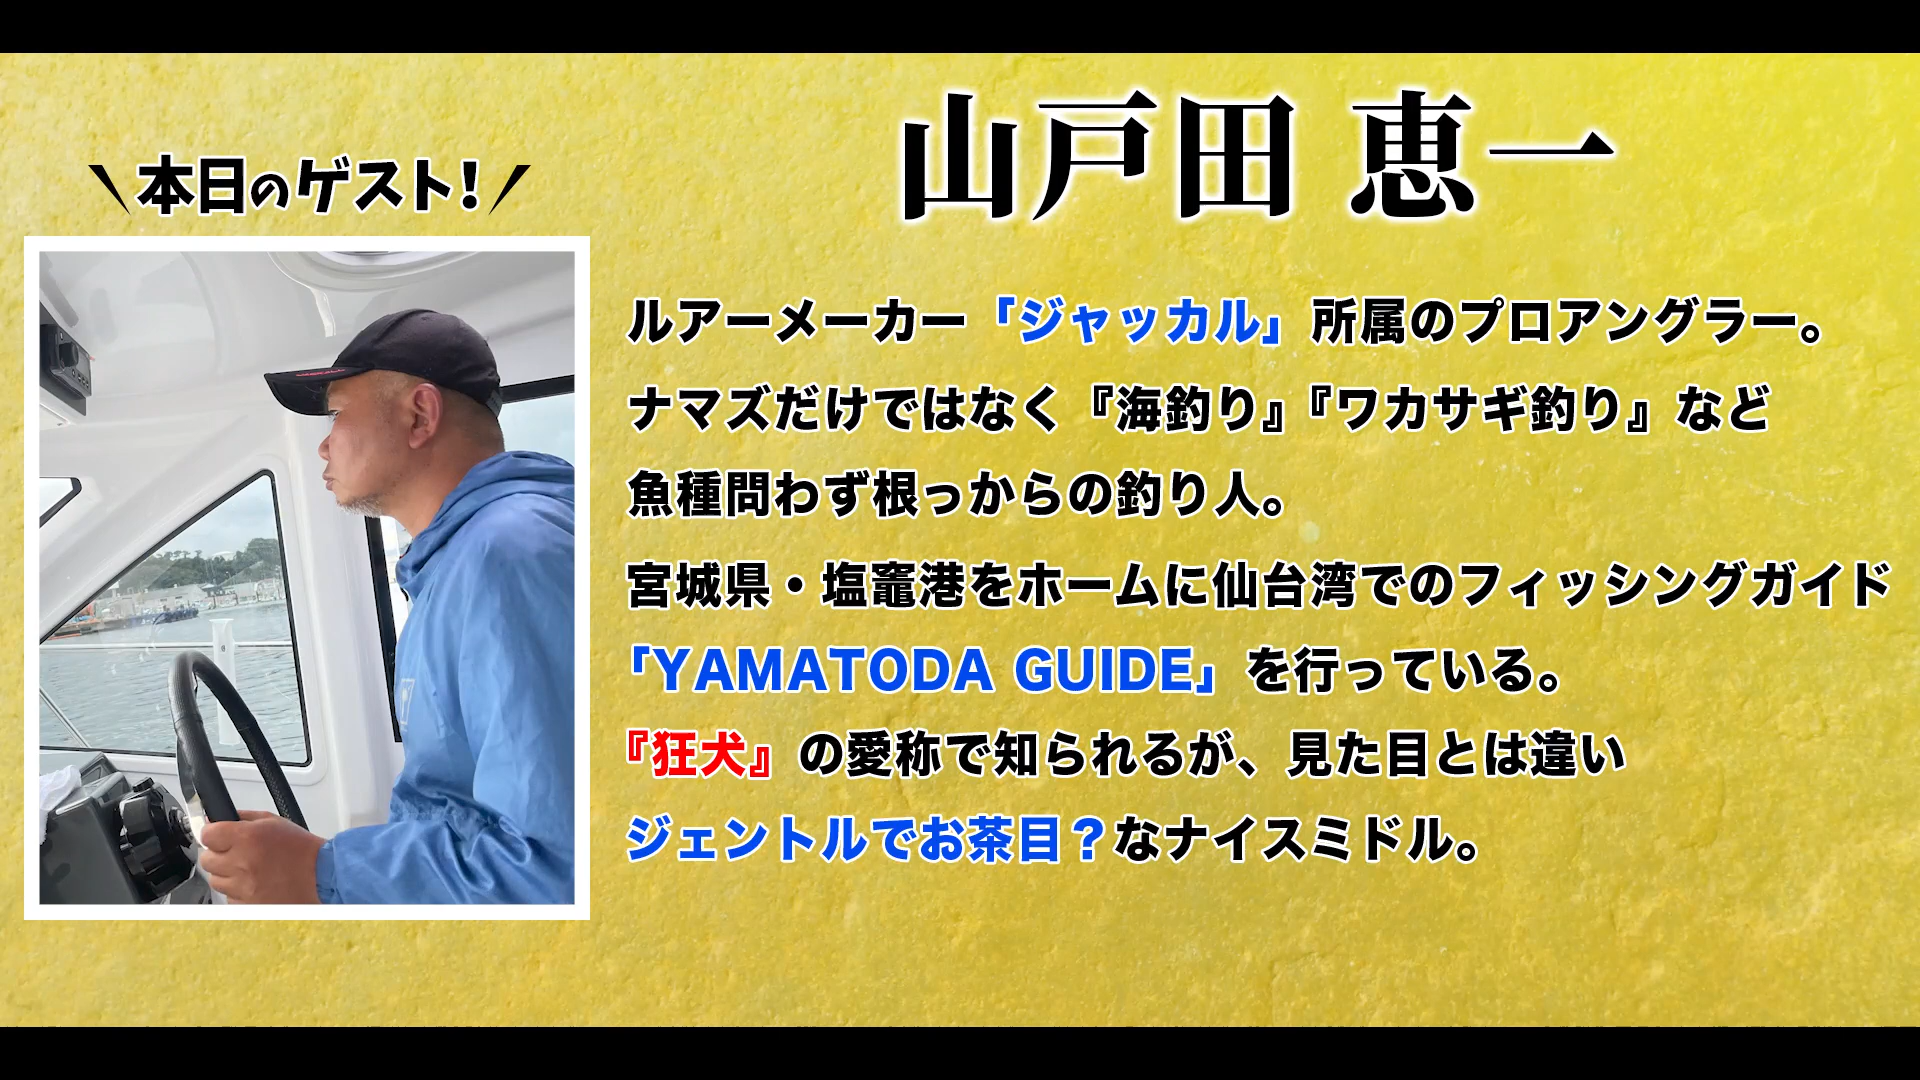 本日のゲスト!
山戸田 恵一
ルアーメーカー「ジャッカル」所属のプロアングラー。
ナマズだけではなく『海釣り』『ワカサギ釣り』など
魚種問わず根っからの釣り人。
宮城県・塩竈港をホームに仙台湾でのフィッシングガイド
「YAMATODA GUIDE」を行っている。
『狂犬』の愛称で知られるが、見た目とは違い
ジェントルでお茶目？なナイスミドル。